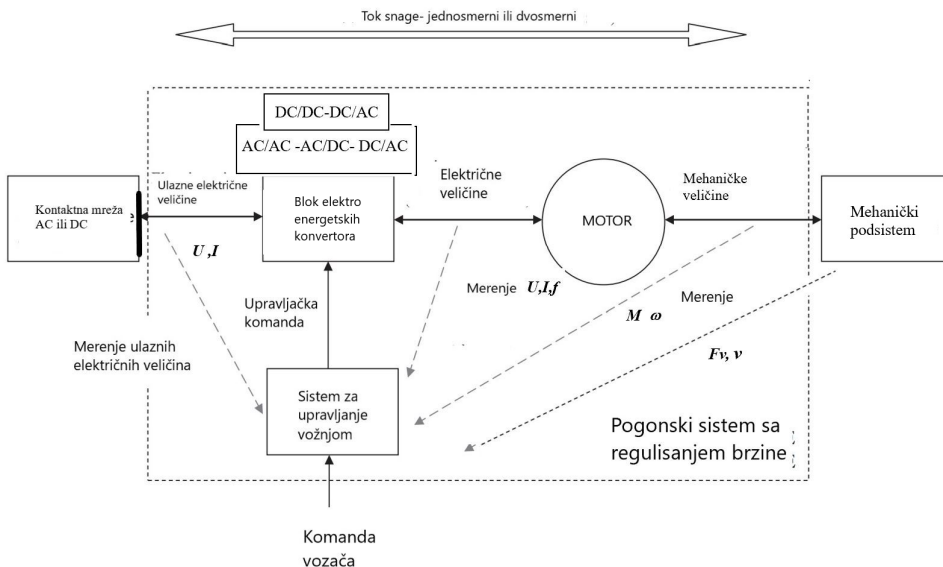 Tok snage- jednosmerni ili dvosmerni
DC/DC-DC/AC
AC/AC -AC/DC- DC/AC
Kontaktna mreža
AC ili DC
e
Ulazne električne
veličine
U ,I
Blok elektro
energetskih
konvertora
Električne
veličine
MOTOR
Mehaničke
veličine
Mehanički
podsistem
Merenje U,I,f
Merenje
M ω
Fv, v
Upravljačka
komanda
Merenje ulaznih
električnih veličina
Sistem za
upravljanje
vožnjom
Pogonski sistem sa
regulisanjem brzine
Komanda
vozača